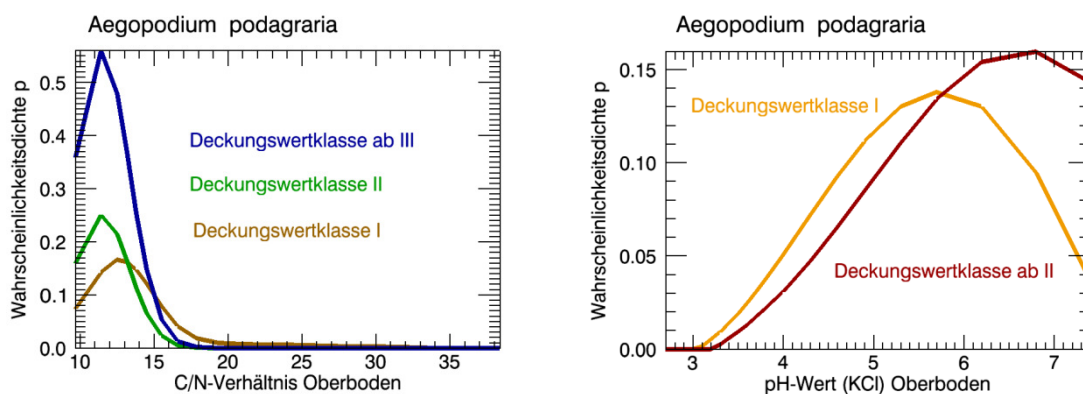 Aegopodium podagraria
Wahrscheinlichkeitsdichte p
0.5
0.4
0.3
0.2
0.1
0.0
Deckungswertklasse ab III
Deckungswertklasse II
Deckungswertklasse I
10 15 20 25 30 35
C/N-Verhältnis Oberboden
Aegopodium podagraria
Wahrscheinlichkeitsdichte p
0.15
0.10
0.05
0.00
Deckungswertklasse I
Deckungswertklasse ab II
3 4 5 6 7
pH-Wert (KCl) Oberboden